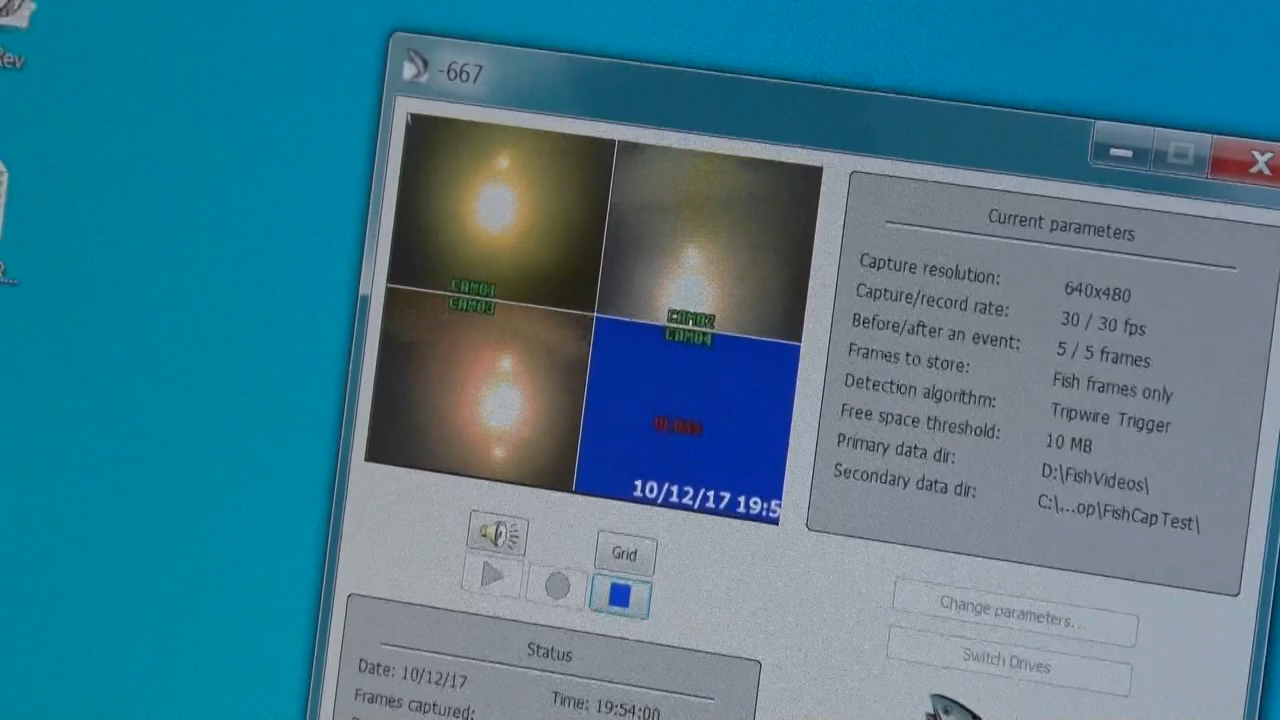 -667
CAM01
CAM02
CAM03
CAM04
10/12/17 19:5
Grid
Current parameters
Capture resolution: 640x480
Capture/record rate: 30 / 30 fps
Before/after an event: 5 / 5 frames
Frames to store: Fish frames only
Detection algorithm: Tripwire Trigger
Free space threshold: 10 MB
Primary data dir: D:\FishVideos\
Secondary data dir: C:\...op\FishCapTest\
Change parameters...
Switch Drives
Status
Date: 10/12/17 Time: 19:54:00
Frames captured: